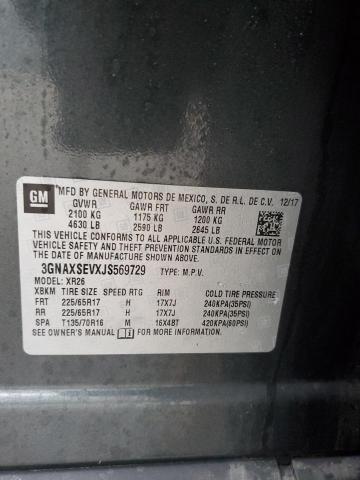 GM
MFD BY GENERAL MOTORS DE MEXICO, S. DE R.L. DE C.V. 12/17
GVWR GAWR FRT GAWR RR
2100 KG 1175 KG 1200 KG
4630 LB 2590 LB 2645 LB
THIS VEHICLE CONFORMS TO ALL APPLICABLE U.S. FEDERAL MOTOR
VEHICLE SAFETY AND THEFT PREVENTION STANDARDS
IN EFFECT ON THE DATE OF MANUFACTURE SHOWN ABOVE.
3GNAXSEVXJS569729 TYPE: M.P.V.
MODEL: XR26
XBKM TIRE SIZE SPEED RTG RIM COLD TIRE PRESSURE
FRT 225/65R17 H 17X7J 240KPA(35PSI)
RR 225/65R17 H 17X7J 240KPA(35PSI)
SPA T135/70R16 M 16X4BT 420KPA(60PSI)
SEE OWNER'S MANUAL FOR MORE INFORMATION.